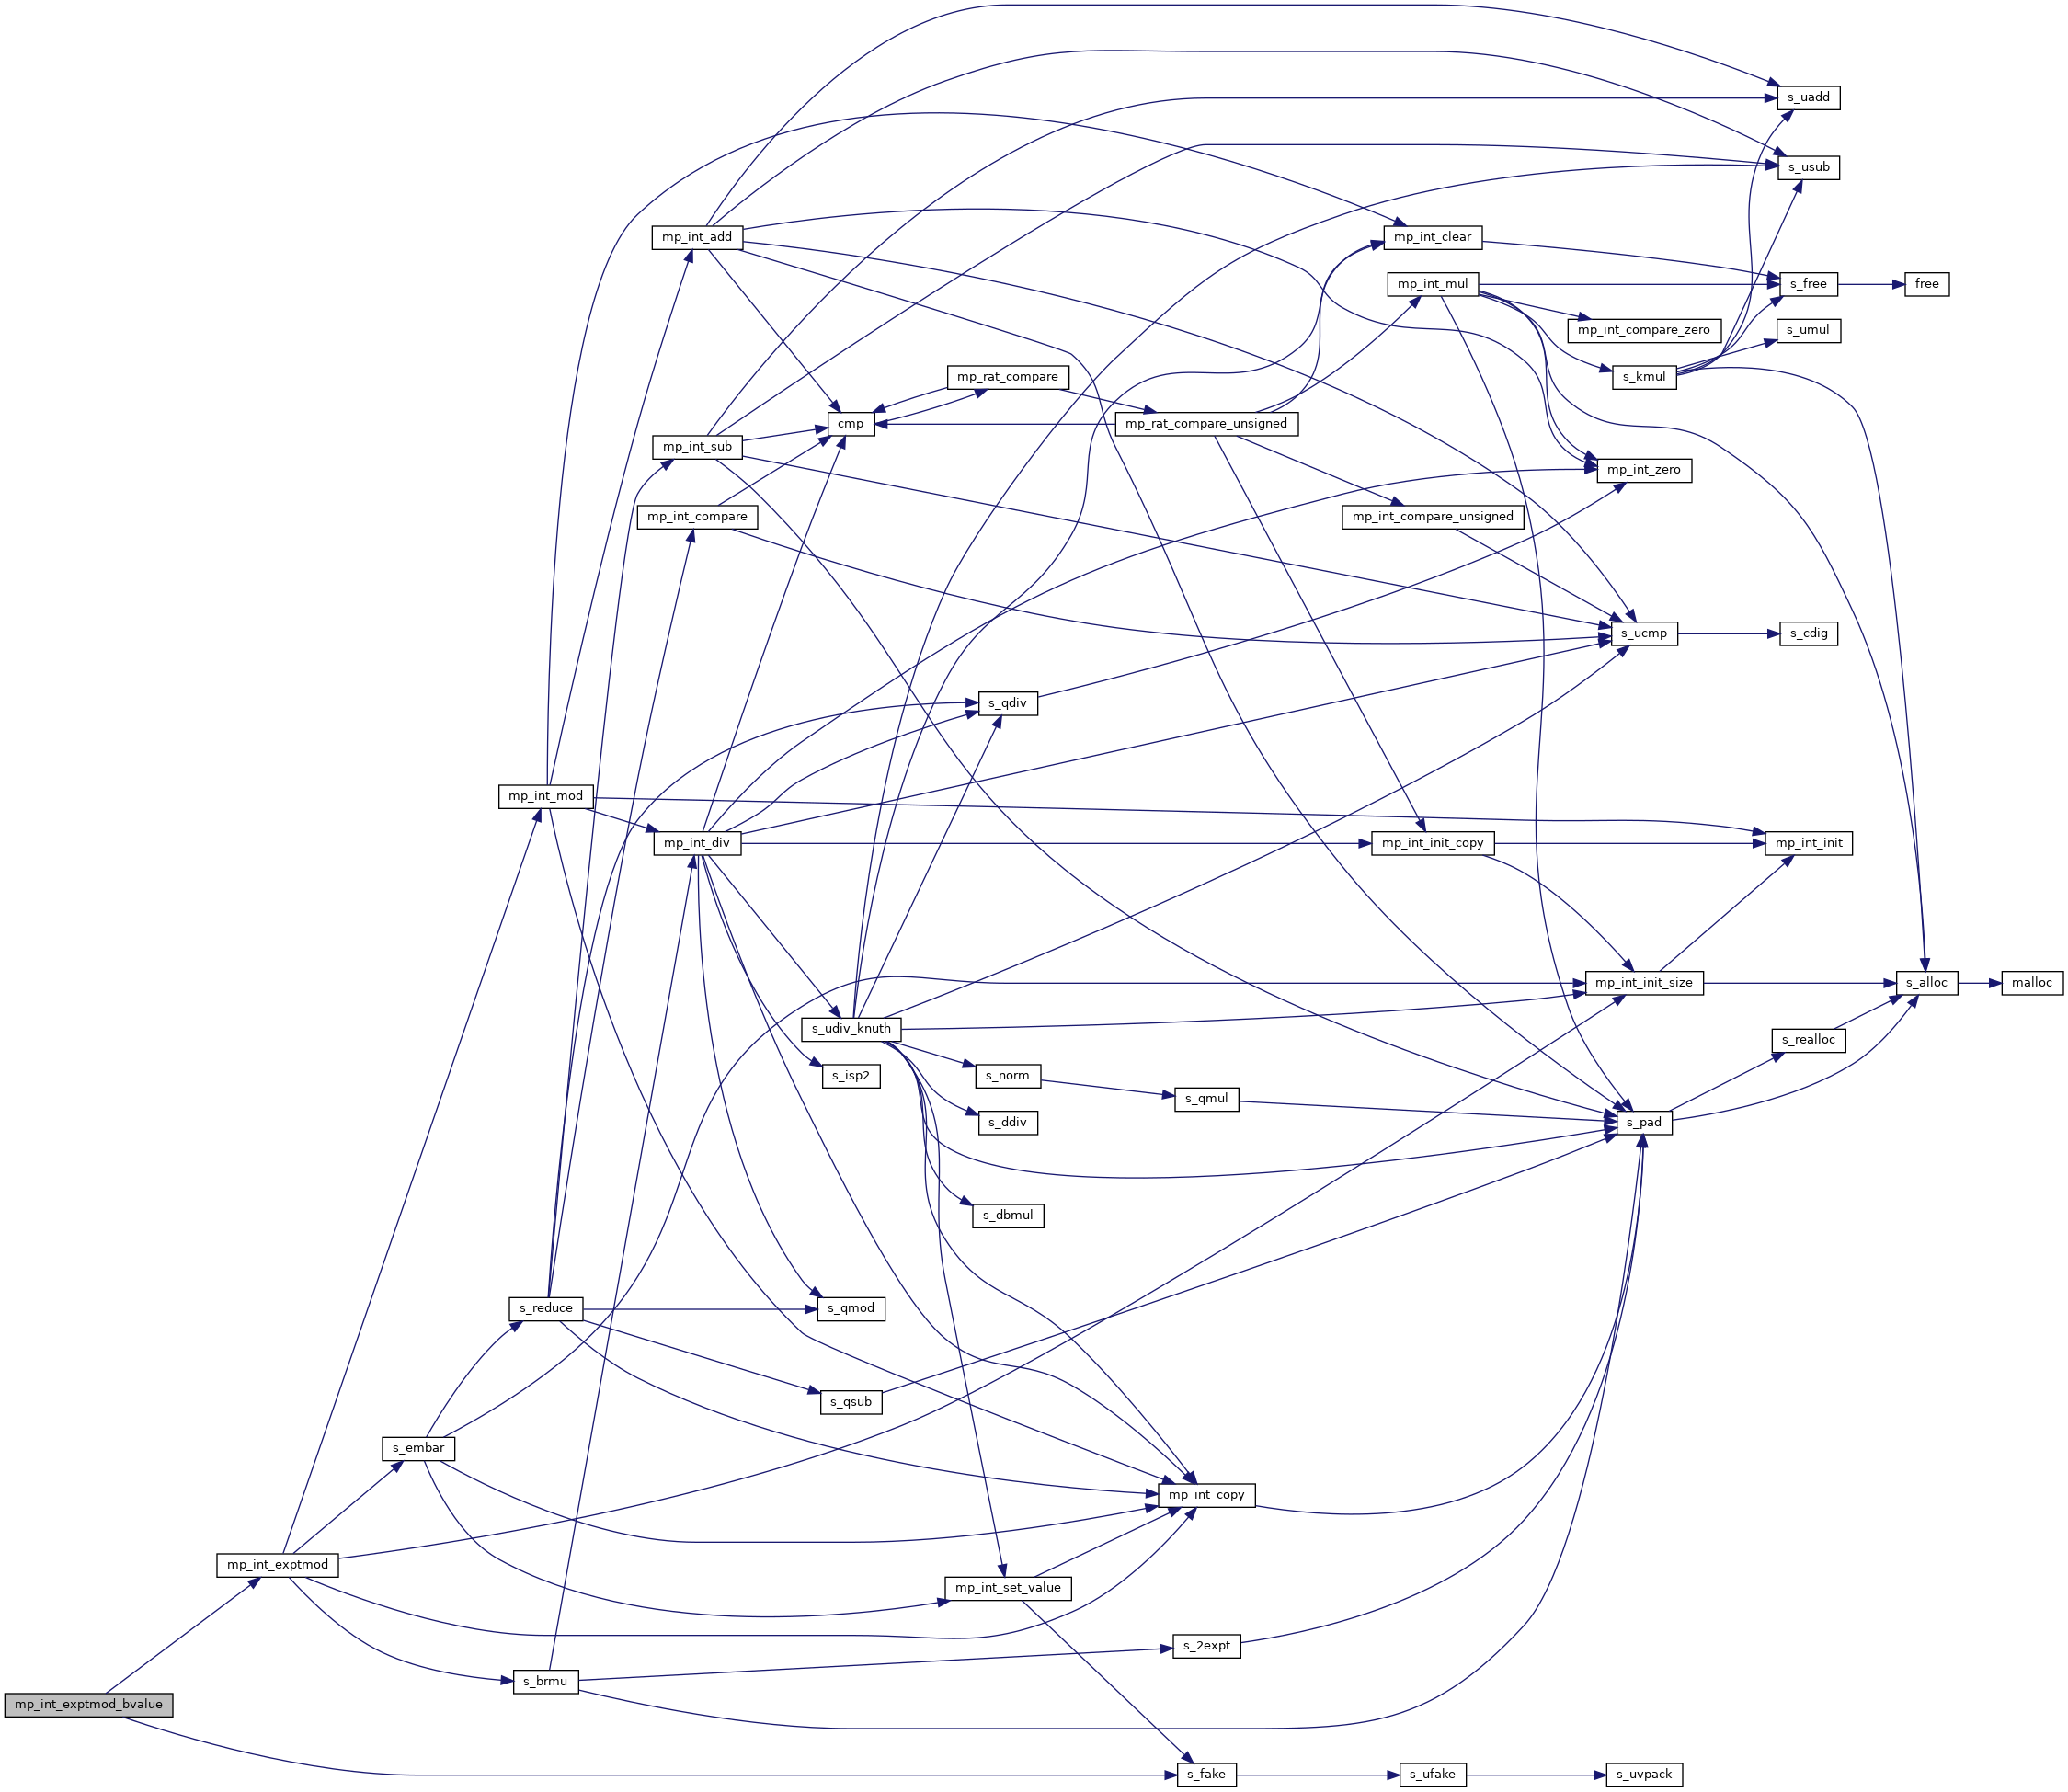 s_uadd
s_usub
mp_int_add
mp_int_clear
mp_int_mul
s_free
free
mp_int_compare_zero
s_umul
mp_rat_compare
s_kmul
cmp
mp_rat_compare_unsigned
mp_int_sub
mp_int_zero
mp_int_compare
mp_int_compare_unsigned
s_ucmp
s_cdig
s_qdiv
mp_int_mod
mp_int_div
mp_int_init_copy
mp_int_init
mp_int_init_size
s_alloc
malloc
s_udiv_knuth
s_realloc
s_isp2
s_norm
s_qmul
s_ddiv
s_pad
s_dbmul
s_reduce
s_qmod
s_qsub
s_embar
mp_int_copy
mp_int_exptmod
mp_int_set_value
s_2expt
s_brmu
mp_int_exptmod_bvalue
s_fake
s_ufake
s_uvpack